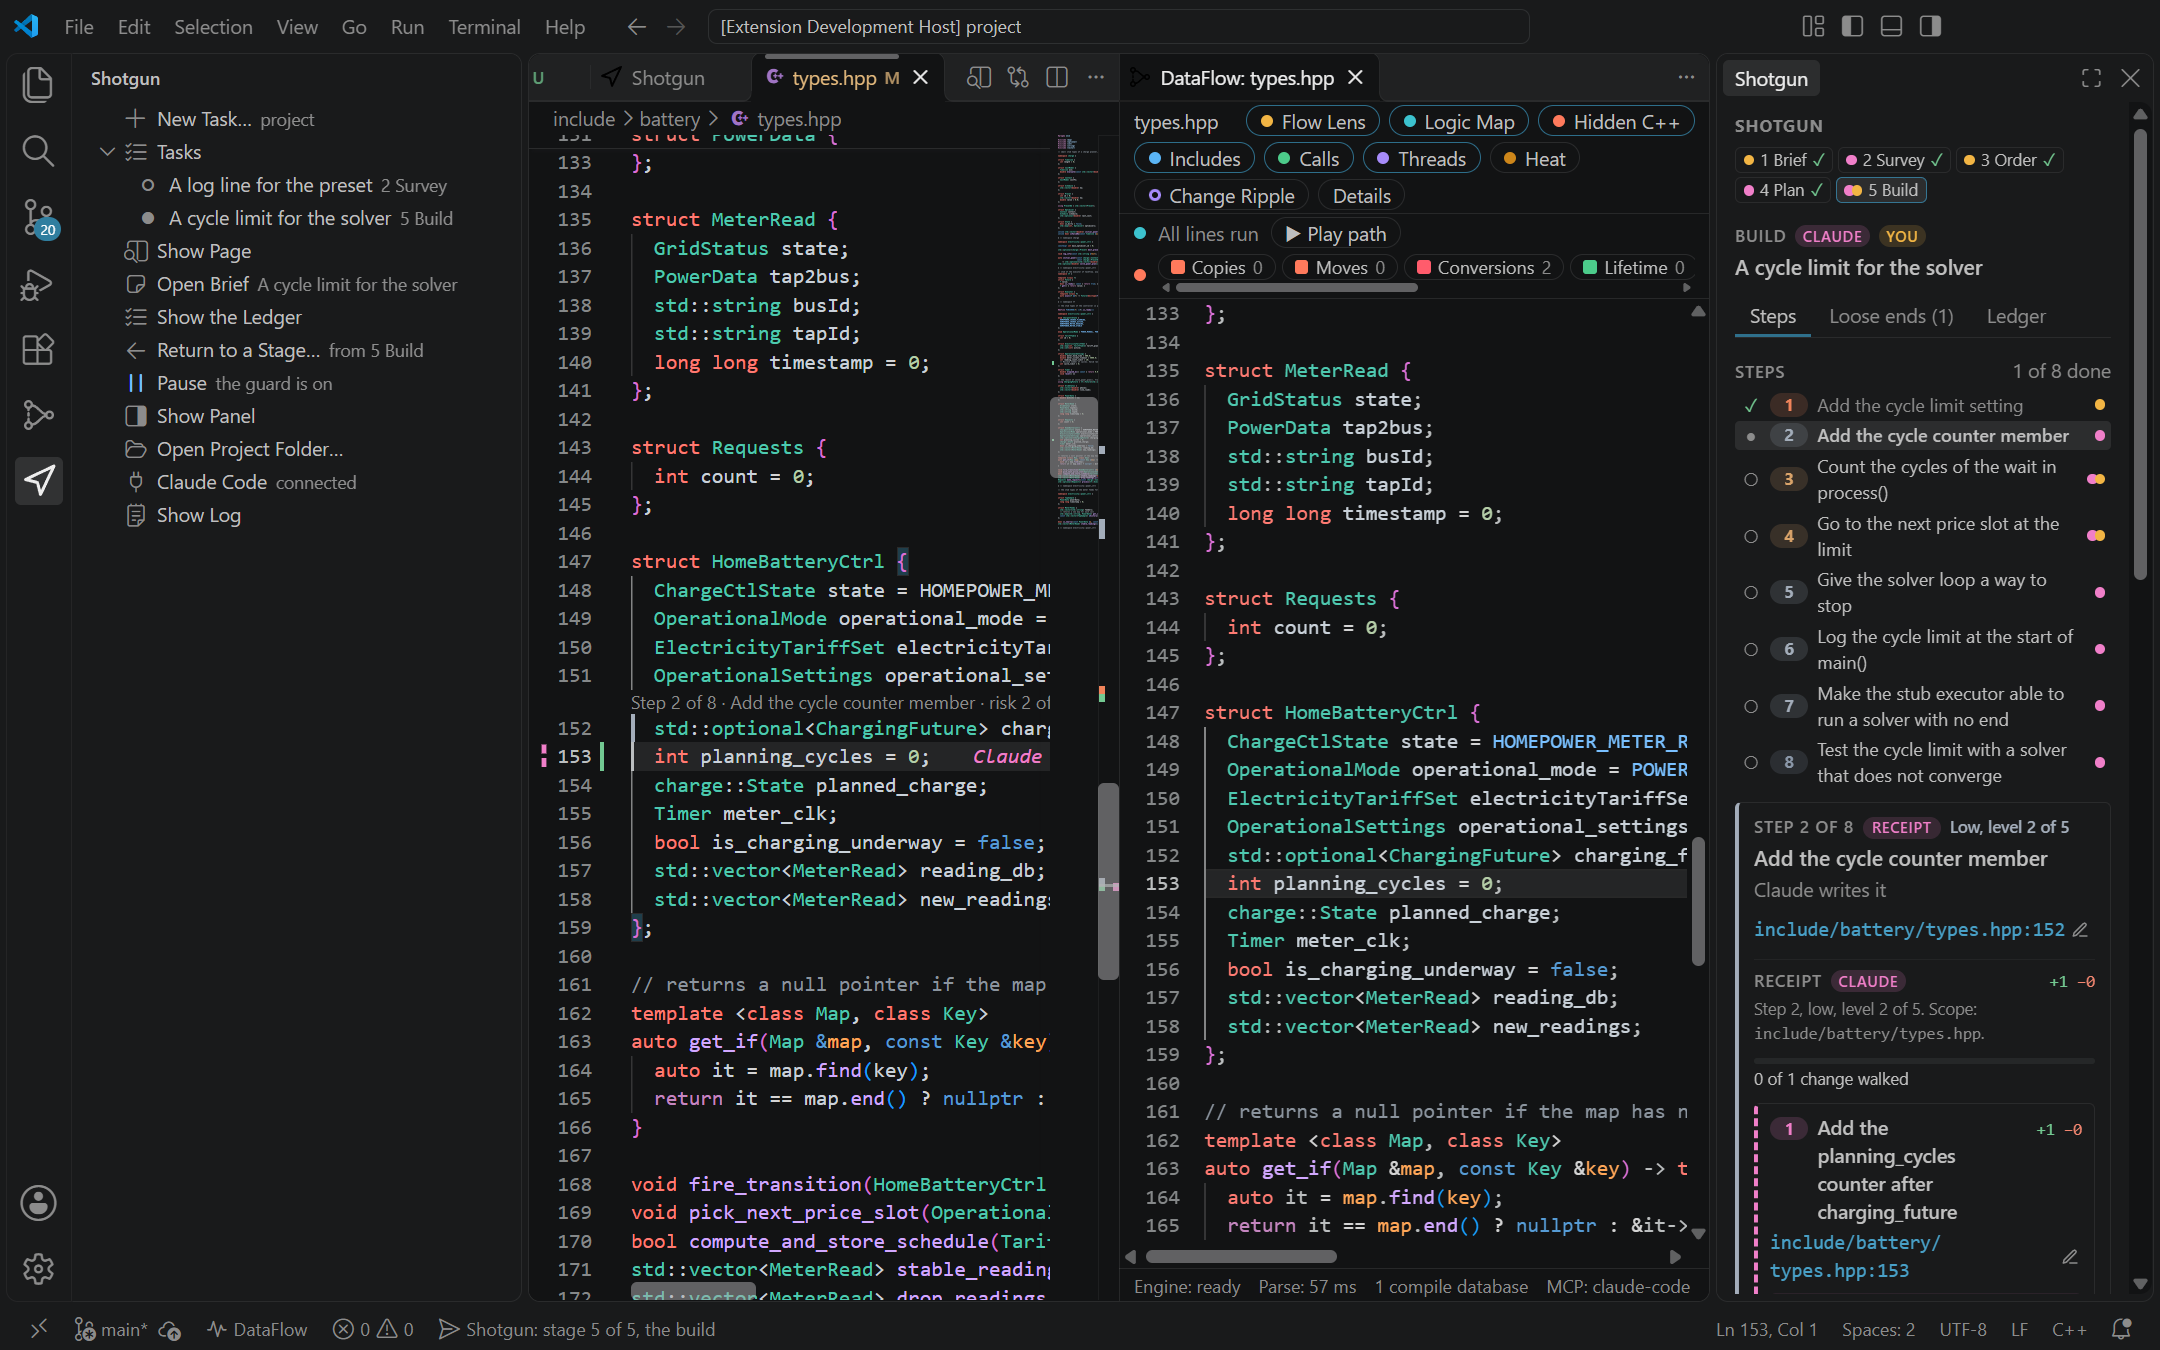 File Edit Selection View Go Run Terminal Help
[Extension Development Host] project
Shotgun
New Task... project
Tasks
A log line for the preset 2 Survey
A cycle limit for the solver 5 Build
Show Page
Open Brief A cycle limit for the solver
Show the Ledger
Return to a Stage... from 5 Build
Pause the guard is on
Show Panel
Open Project Folder...
Claude Code connected
Show Log
20
U Shotgun types.hpp M
include battery types.hpp
133 };
134
135 struct MeterRead {
136 GridStatus state;
137 PowerData tap2bus;
138 std::string busId;
139 std::string tapId;
140 long long timestamp = 0;
141 };
142
143 struct Requests {
144 int count = 0;
145 };
146
147 struct HomeBatteryCtrl {
148 ChargeCtlState state = HOMEPOWER_
149 OperationalMode operational_mode =
150 ElectricityTariffSet
151 OperationalSettings
Step 2 of 8 · Add the cycle counter member · risk 2 of
152 std::optional<ChargingFuture>
153 int planning_cycles = 0; Claude
154 charge::State planned_charge;
155 Timer meter_clk;
156 bool is_charging_underway = false;
157 std::vector<MeterRead> reading_db;
158 std::vector<MeterRead>
159 };
160
161 // returns a null pointer if the map
162 template <class Map, class Key>
163 auto get_if(Map &map, const Key &key
164 auto it = map.find(key);
165 return it == map.end() ? nullptr :
166 }
167
168 void fire_transition(HomeBatteryCtrl
169 void pick_next_price_slot(
170 bool compute_and_store_schedule(
171 std::vector<MeterRead>
172 std::vector<MeterRead> drop_readings
DataFlow: types.hpp
types.hpp Flow Lens Logic Map Hidden C++
Includes Calls Threads Heat
Change Ripple Details
All lines run Play path
Copies 0 Moves 0 Conversions 2 Lifetime 0
133 };
134
135 struct MeterRead {
136 GridStatus state;
137 PowerData tap2bus;
138 std::string busId;
139 std::string tapId;
140 long long timestamp = 0;
141 };
142
143 struct Requests {
144 int count = 0;
145 };
146
147 struct HomeBatteryCtrl {
148 ChargeCtlState state = HOMEPOWER_METER_R
149 OperationalMode operational_mode = POWER
150 ElectricityTariffSet electricityTariffSe
151 OperationalSettings operational_settings
152 std::optional<ChargingFuture> charging_f
153 int planning_cycles = 0;
154 charge::State planned_charge;
155 Timer meter_clk;
156 bool is_charging_underway = false;
157 std::vector<MeterRead> reading_db;
158 std::vector<MeterRead> new_readings;
159 };
160
161 // returns a null pointer if the map has n
162 template <class Map, class Key>
163 auto get_if(Map &map, const Key &key) -> t
164 auto it = map.find(key);
165 return it == map.end() ? nullptr : &it->
Engine: ready Parse: 57 ms 1 compile database MCP: claude-code
Shotgun
SHOTGUN
1 Brief ✓ 2 Survey ✓ 3 Order ✓
4 Plan ✓ 5 Build
BUILD CLAUDE YOU
A cycle limit for the solver
Steps Loose ends (1) Ledger
STEPS 1 of 8 done
1 Add the cycle limit setting
2 Add the cycle counter member
3 Count the cycles of the wait in
process()
4 Go to the next price slot at the
limit
5 Give the solver loop a way to
stop
6 Log the cycle limit at the start of
main()
7 Make the stub executor able to
run a solver with no end
8 Test the cycle limit with a solver
that does not converge
STEP 2 OF 8 RECEIPT Low, level 2 of 5
Add the cycle counter member
Claude writes it
include/battery/types.hpp:152
RECEIPT CLAUDE +1 −0
Step 2, low, level 2 of 5. Scope:
include/battery/types.hpp.
0 of 1 change walked
1 Add the +1 −0
planning_cycles
counter after
charging_future
include/battery/
types.hpp:153
main* DataFlow 0 0 Shotgun: stage 5 of 5, the build
Ln 153, Col 1 Spaces: 2 UTF-8 LF C++